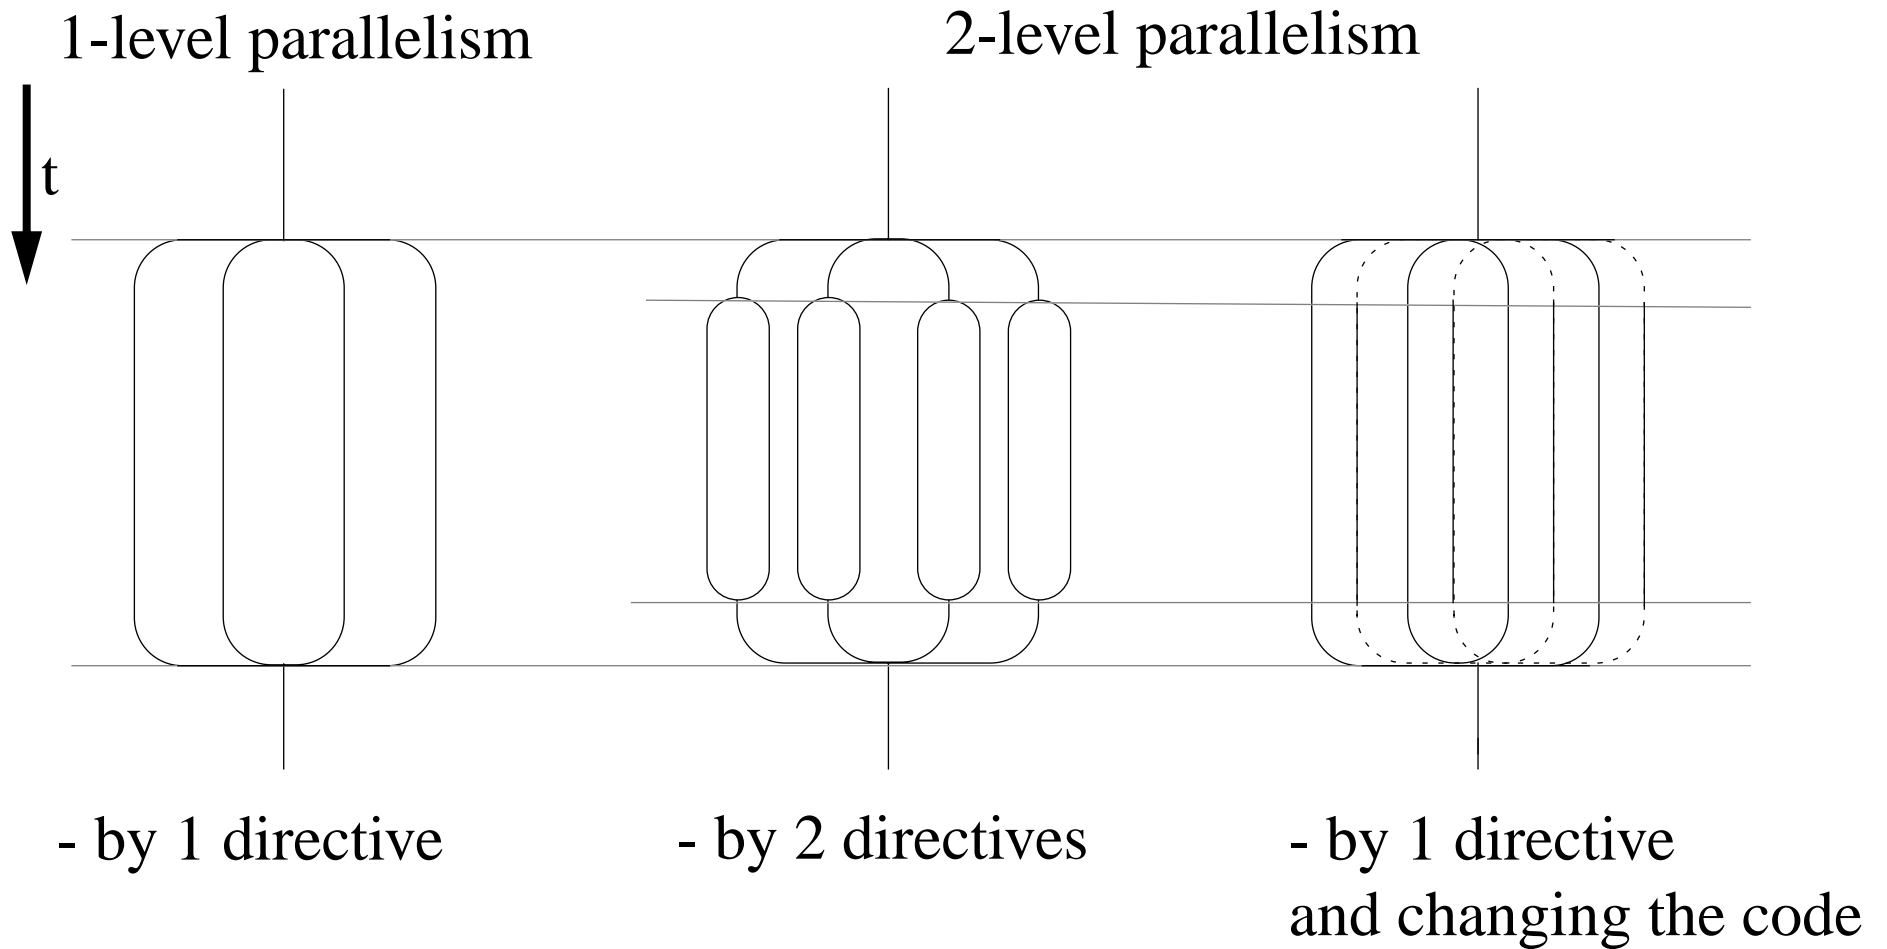 1-level parallelism
2-level parallelism
t
- by 1 directive
- by 2 directives
- by 1 directive
and changing the code